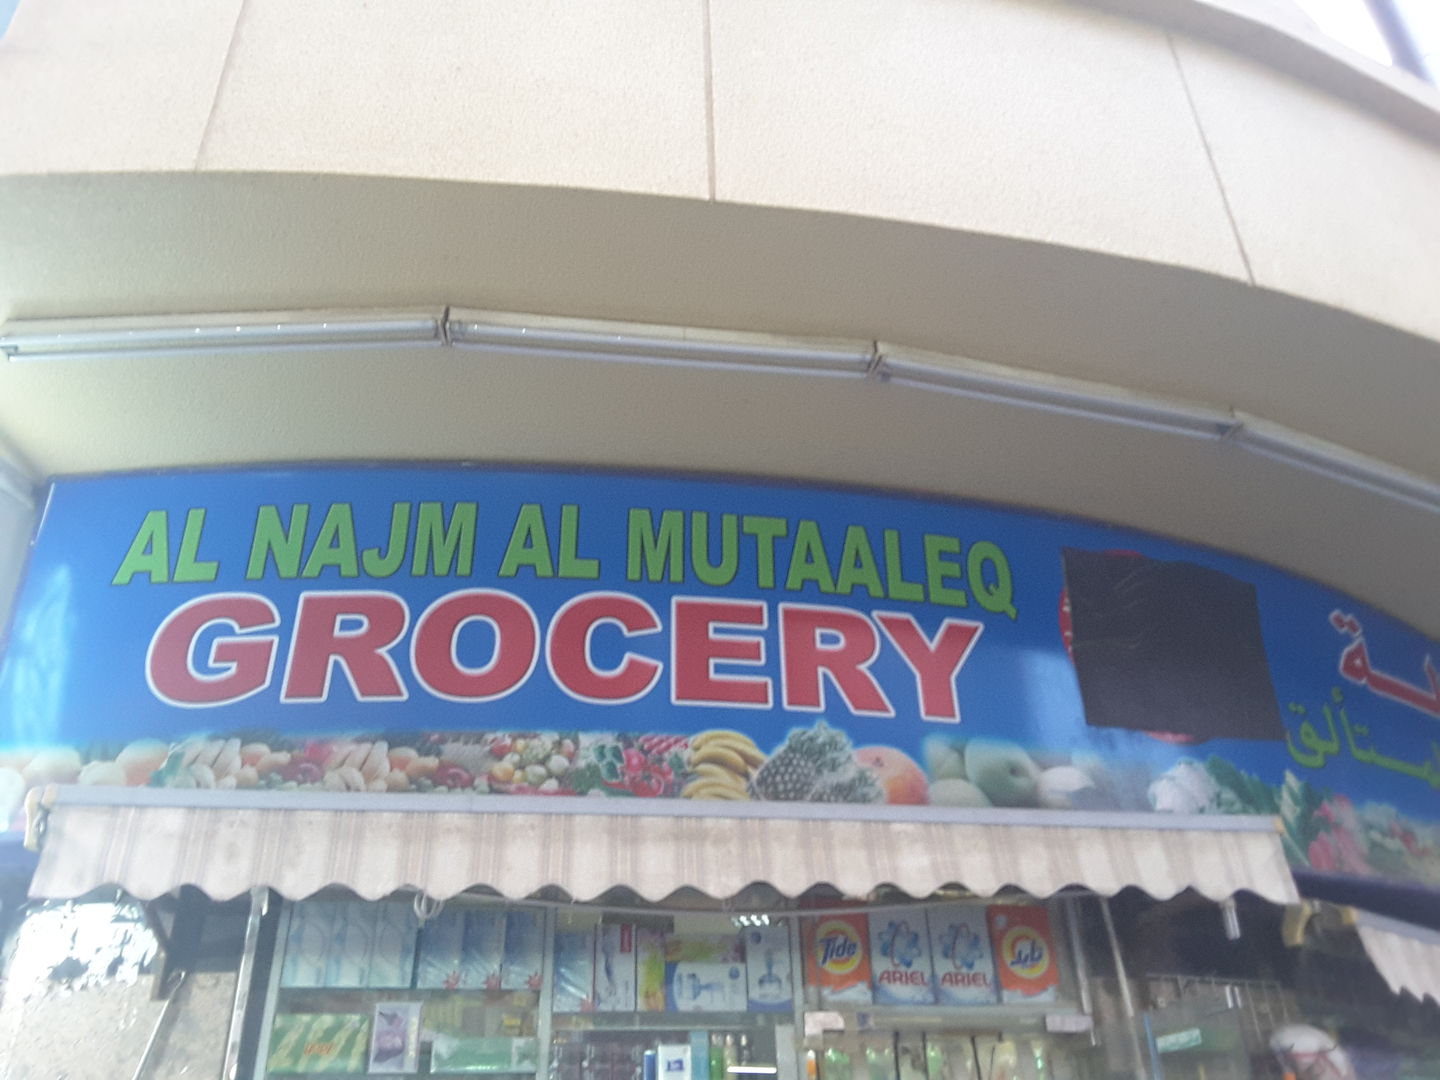 AL NAJM AL MUTAALEQ
GROCERY
Tide
ARIEL
ARIEL
تايد